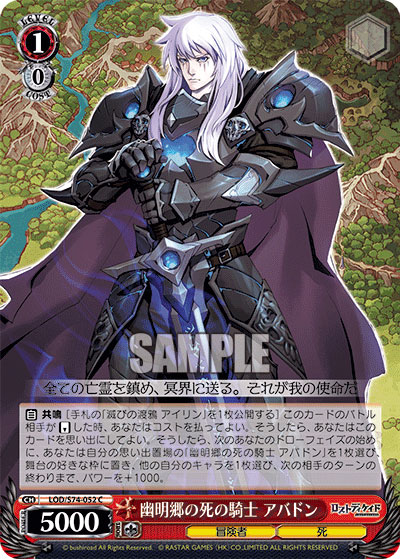 LEVEL
1
0
COST
SAMPLE
全ての亡霊を鎮め、冥界に送る。それが我の使命だ
自 共鳴 ［手札の「滅びの渡鴉 アイリン」を1枚公開する］ このカードのバトル
相手が した時、あなたはコストを払ってよい。そうしたら、あなたはこの
カードを思い出にしてよい。そうしたら、次のあなたのドローフェイズの始め
に、あなたは自分の思い出置場の「幽明郷の死の騎士 アバドン」を1枚選び、
舞台の好きな枠に置き、他の自分のキャラを1枚選び、次の相手のターンの
終わりまで、パワーを+1000。
CH LOD/S74-052 C
5000
幽明郷の死の騎士 アバドン
冒険者
死
ロストディケイド
© bushiroad All Rights Reserved.
© RASTAR GAMES (HK) CO.,LIMITED ALL RIGHTS RESERVED